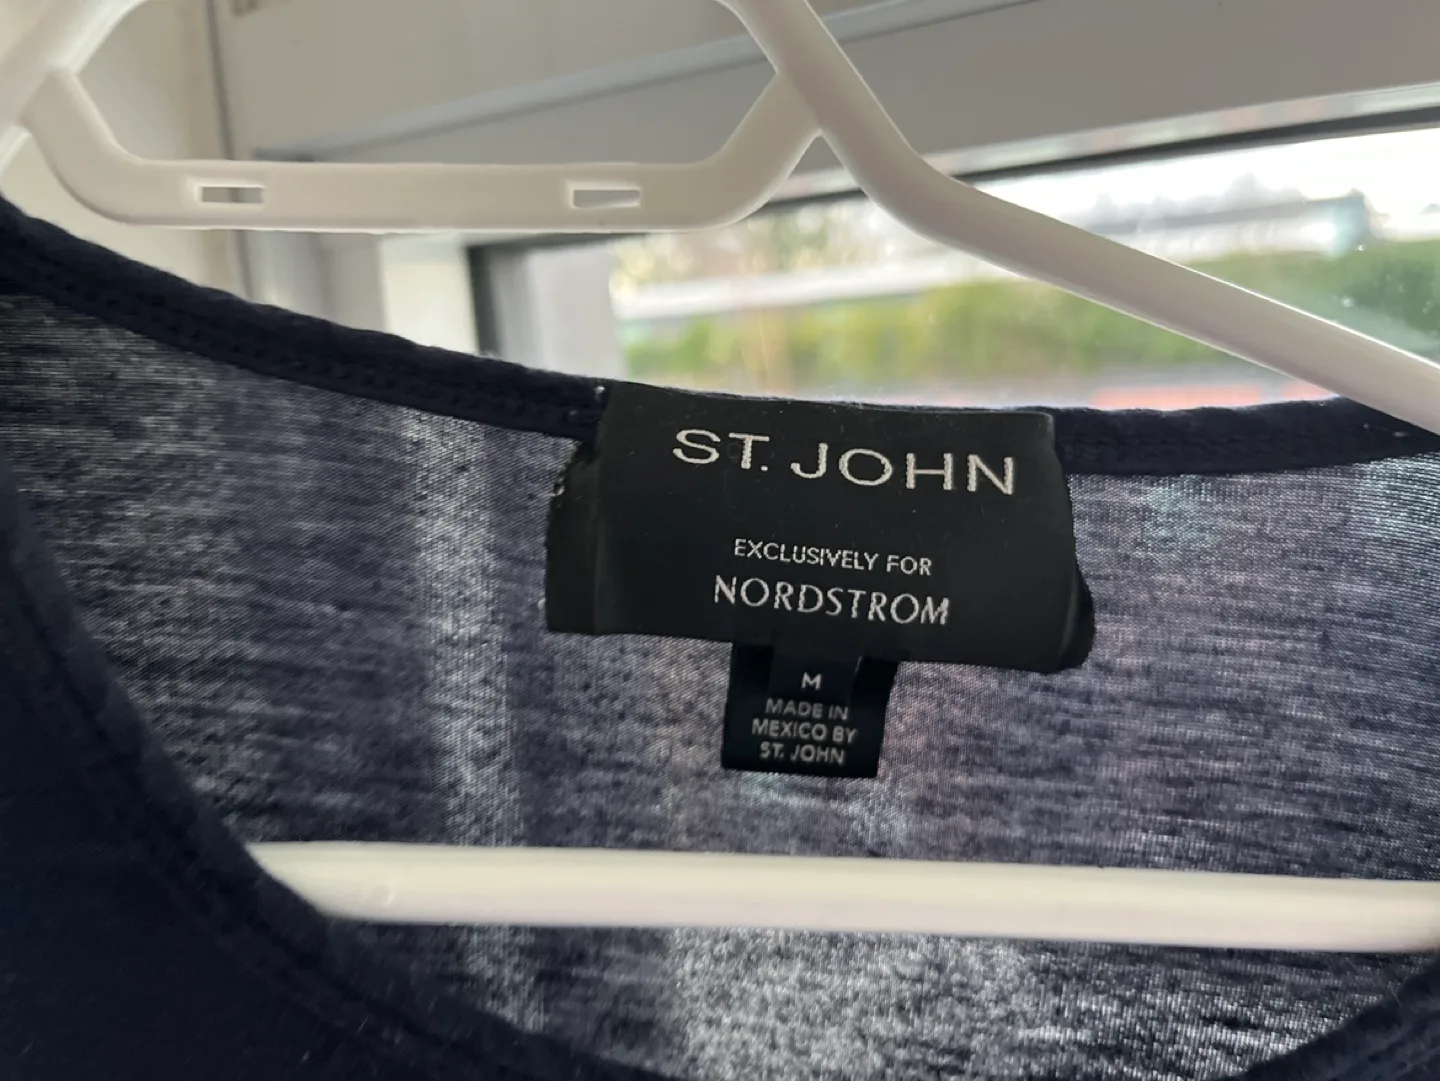 ST. JOHN
EXCLUSIVELY FOR
NORDSTROM
M
MADE IN
MEXICO BY
ST. JOHN